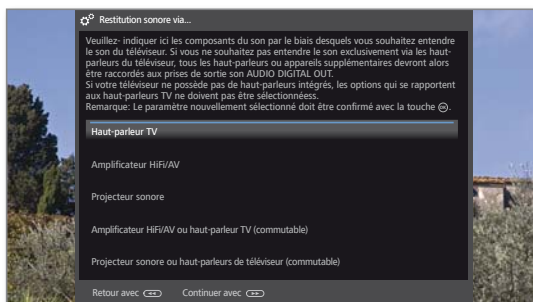 Restitution sonore via...
Veuillez- indiquer ici les composants du son par le biais desquels vous souhaitez entendre
le son du téléviseur. Si vous ne souhaitez pas entendre le son exclusivement via les haut-
parleurs du téléviseur, tous les haut-parleurs ou appareils supplémentaires devront alors
être raccordés aux prises de sortie son AUDIO DIGITAL OUT.
Si votre téléviseur ne possède pas de haut-parleurs intégrés, les options qui se rapportent
aux haut-parleurs TV ne doivent pas être sélectionnéess.
Remarque: Le paramètre nouvellement sélectionné doit être confirmé avec la touche OK.
Haut-parleur TV
Amplificateur HiFi/AV
Projecteur sonore
Amplificateur HiFi/AV ou haut-parleur TV (commutable)
Projecteur sonore ou haut-parleurs de téléviseur (commutable)
Retour avec Continuer avec